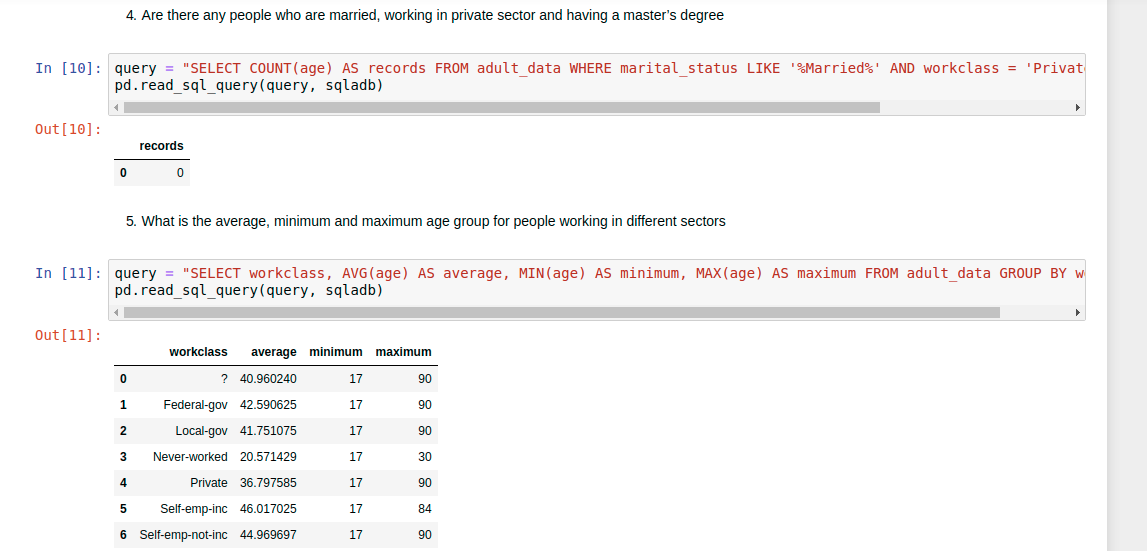 4. Are there any people who are married, working in private sector and having a master's degree
In [10]: query = "SELECT COUNT(age) AS records FROM adult_data WHERE marital_status LIKE '%Married%' AND workclass = 'Privat
pd.read_sql_query(query, sqladb)
Out[10]:
records
0 0
5. What is the average, minimum and maximum age group for people working in different sectors
In [11]: query = "SELECT workclass, AVG(age) AS average, MIN(age) AS minimum, MAX(age) AS maximum FROM adult_data GROUP BY w
pd.read_sql_query(query, sqladb)
Out[11]:
workclass average minimum maximum
0 ? 40.960240 17 90
1 Federal-gov 42.590625 17 90
2 Local-gov 41.751075 17 90
3 Never-worked 20.571429 17 30
4 Private 36.797585 17 90
5 Self-emp-inc 46.017025 17 84
6 Self-emp-not-inc 44.969697 17 90